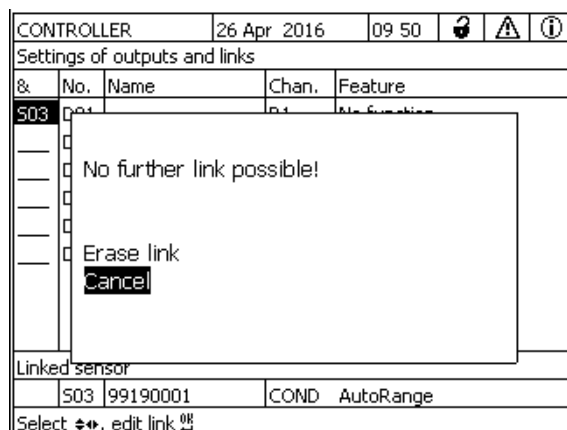 CONTROLLER 26 Apr 2016 09 50
Settings of outputs and links
& No. Name Chan. Feature
S03
No further link possible!
Erase link
Cancel
Linked sensor
S03 99190001 COND AutoRange
Select , edit link OK